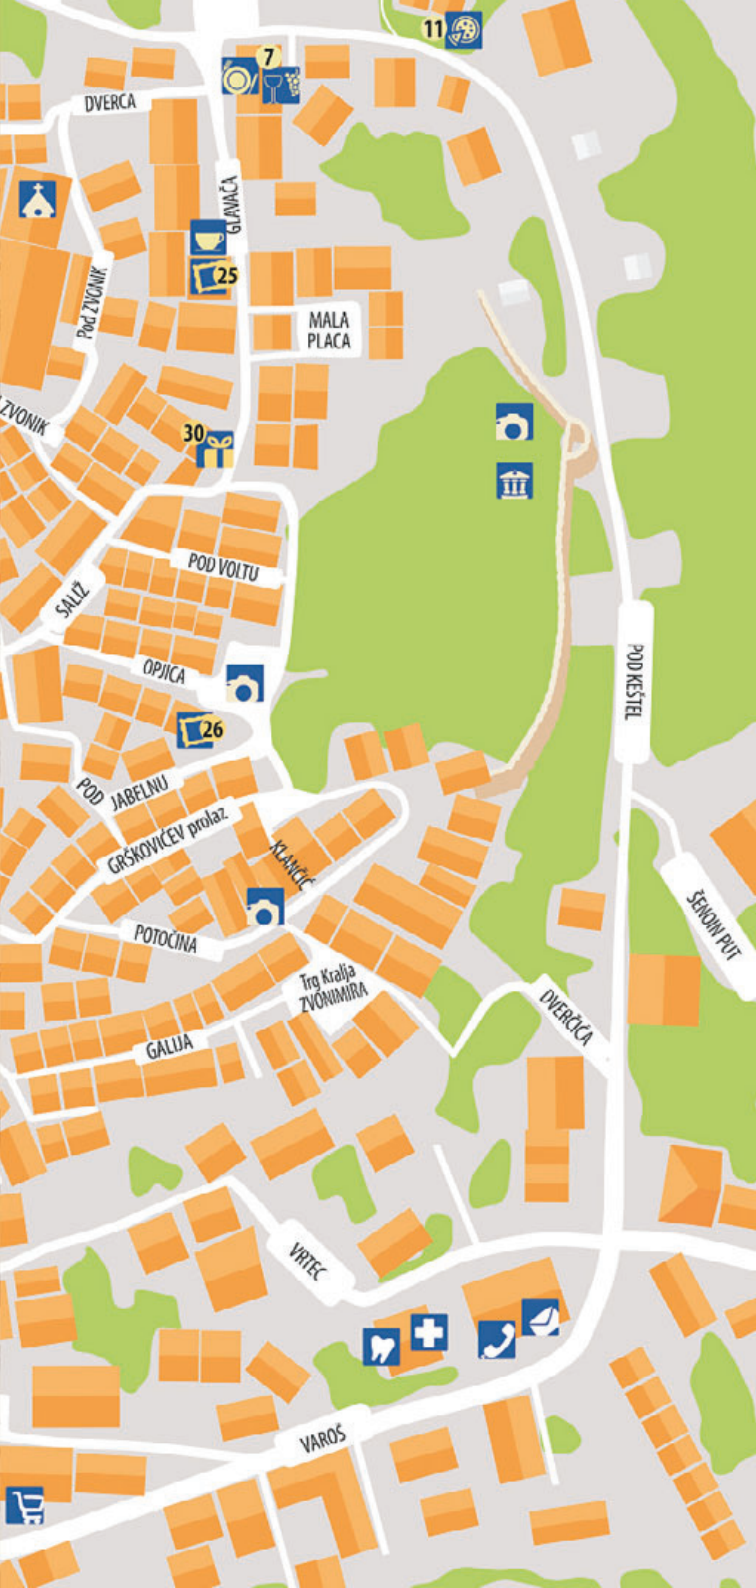 11
7
DVERCA
GLAVAČA
25
Pod ZVONIK
MALA
PLACA
ZVONIK
30
POD VOLTU
SALIŽ
OPJICA
POD KEŠTEL
26
POD JABELNU
GRŠKOVIĆEV prolaz
KLANČIĆ
ŠENOIN PUT
POTOČINA
Trg Kralja
ZVONIMIRA
DVERČIĆA
GALIJA
VRTEC
VAROŠ